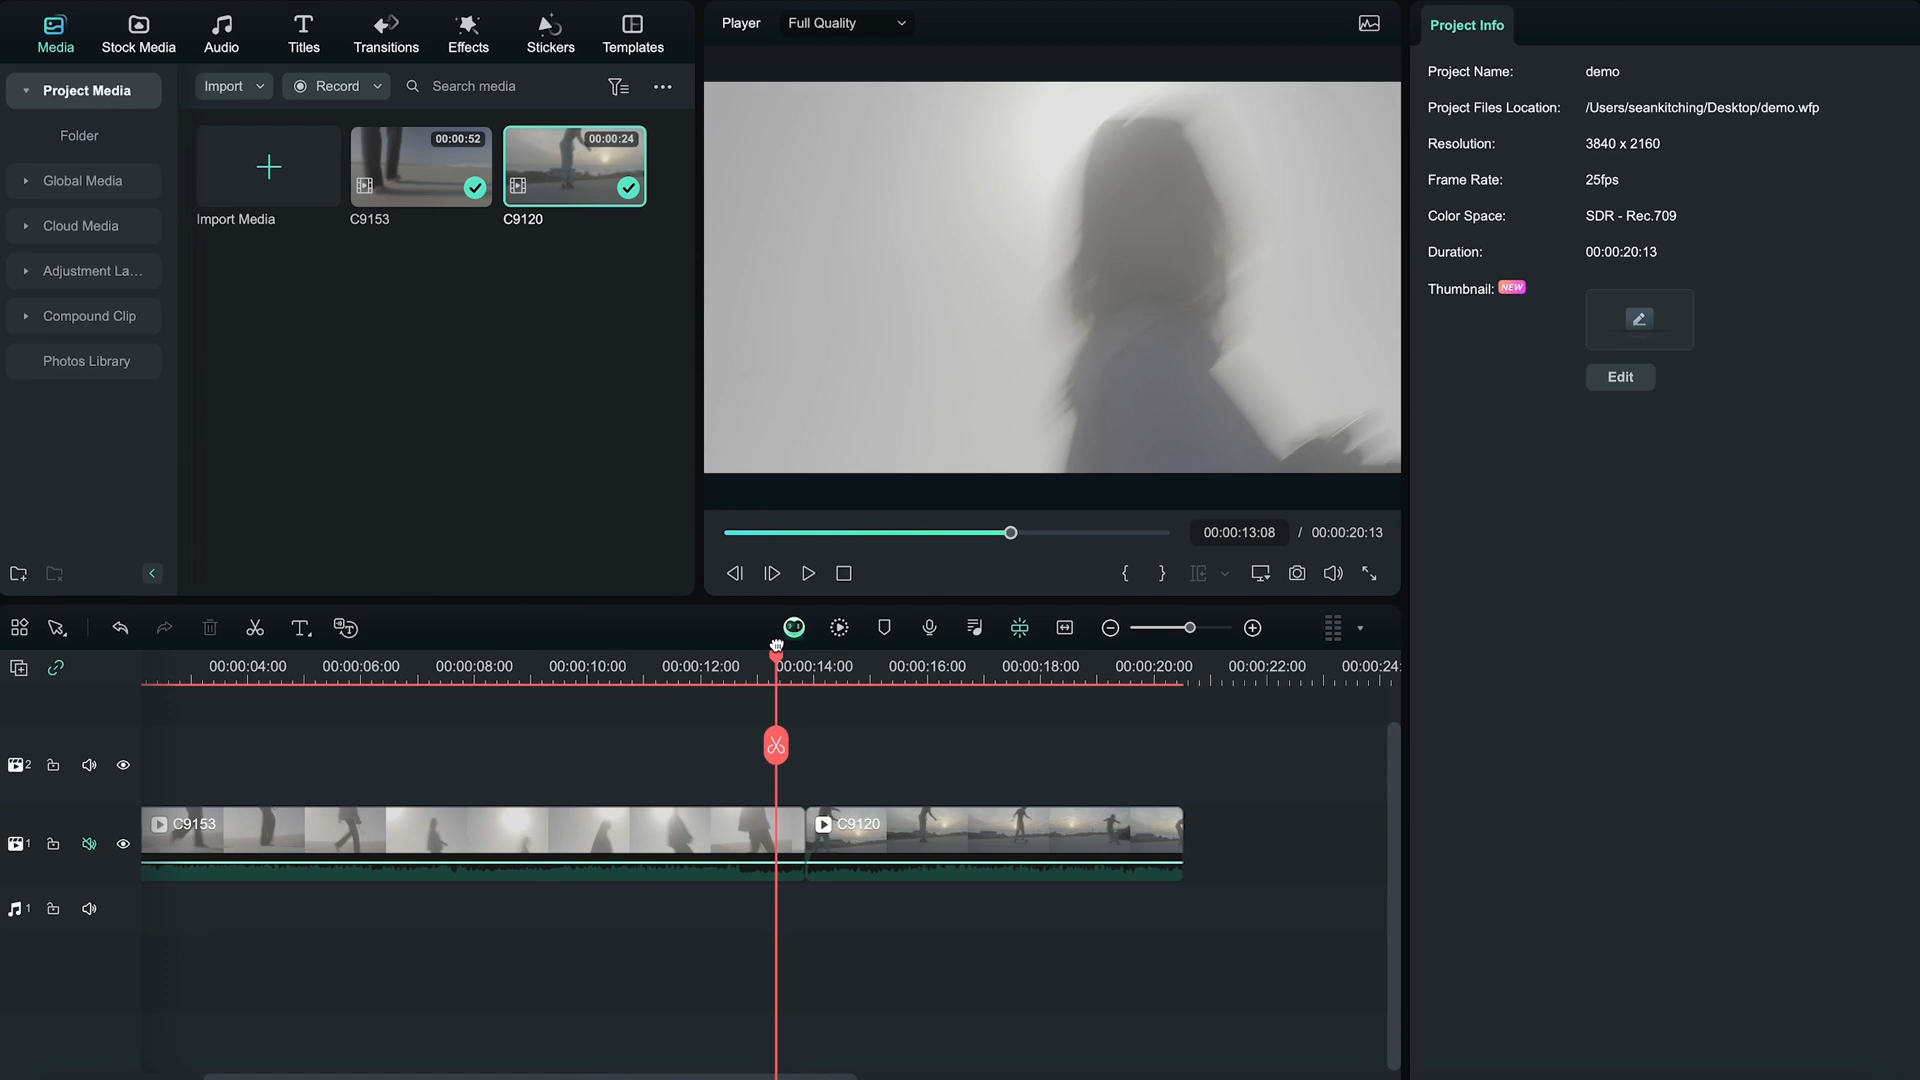 Media
Stock Media
Audio
Titles
Transitions
Effects
Stickers
Templates
Player
Full Quality
Project Info
Project Media
Folder
Global Media
Cloud Media
Adjustment La...
Compound Clip
Photos Library
Import
Record
Search media
Import Media
00:00:52
C9153
00:00:24
C9120
00:00:13:08 / 00:00:20:13
Project Name: demo
Project Files Location: /Users/seankitching/Desktop/demo.wfp
Resolution: 3840 x 2160
Frame Rate: 25fps
Color Space: SDR - Rec.709
Duration: 00:00:20:13
Thumbnail: NEW
Edit
00:00:04:00
00:00:06:00
00:00:08:00
00:00:10:00
00:00:12:00
00:00:14:00
00:00:16:00
00:00:18:00
00:00:20:00
00:00:22:00
00:00:24:
2
1
C9153
C9120
1